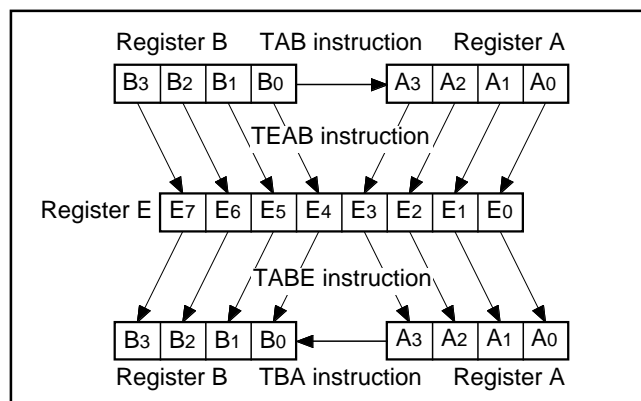 Register B TAB instruction Register A
B3 B2 B1 B0 A3 A2 A1 A0
TEAB instruction
Register E E7 E6 E5 E4 E3 E2 E1 E0
TABE instruction
B3 B2 B1 B0 A3 A2 A1 A0
Register B TBA instruction Register A